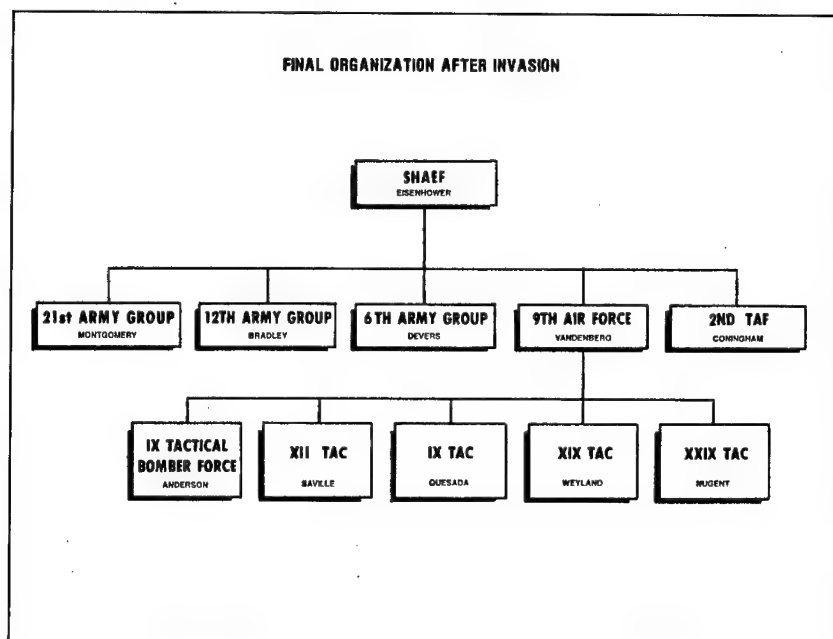 FINAL ORGANIZATION AFTER INVASION
SHAEF
EISENHOWER
21st ARMY GROUP
MONTGOMERY
12TH ARMY GROUP
BRADLEY
6TH ARMY GROUP
DEVERS
9TH AIR FORCE
VANDENBERG
2ND TAF
CONINGHAM
IX TACTICAL
BOMBER FORCE
ANDERSON
XII TAC
SAVILLE
IX TAC
QUESADA
XIX TAC
WEYLAND
XXIX TAC
NUGENT